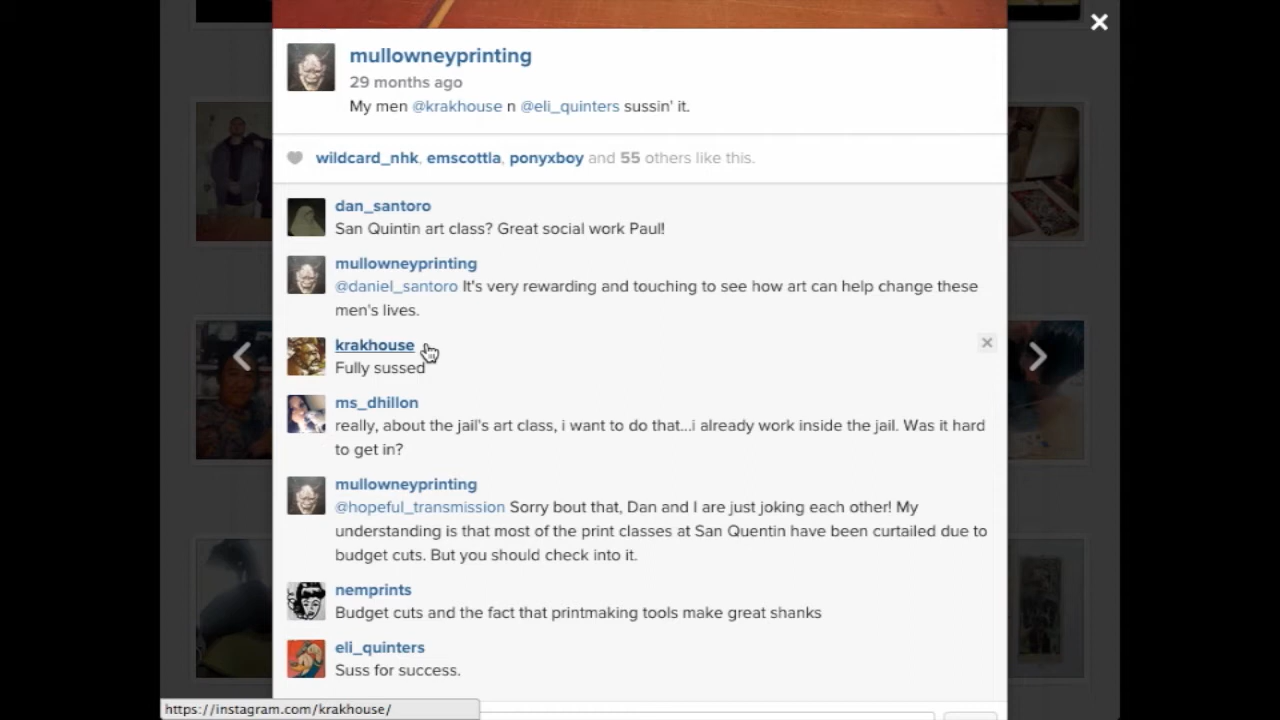 mullowneyprinting
29 months ago
My men @krakhouse n @eli_quinters sussin' it.
wildcard_nhk, emscottla, ponyxboy and 55 others like this.
dan_santoro
San Quintin art class? Great social work Paul!
mullowneyprinting
@daniel_santoro It's very rewarding and touching to see how art can help change these
men's lives.
krakhouse
Fully sussed
ms_dhillon
really, about the jail's art class, i want to do that...i already work inside the jail. Was it hard
to get in?
mullowneyprinting
@hopeful_transmission Sorry bout that, Dan and I are just joking each other! My
understanding is that most of the print classes at San Quentin have been curtailed due to
budget cuts. But you should check into it.
nemprints
Budget cuts and the fact that printmaking tools make great shanks
eli_quinters
Suss for success.
https://instagram.com/krakhouse/